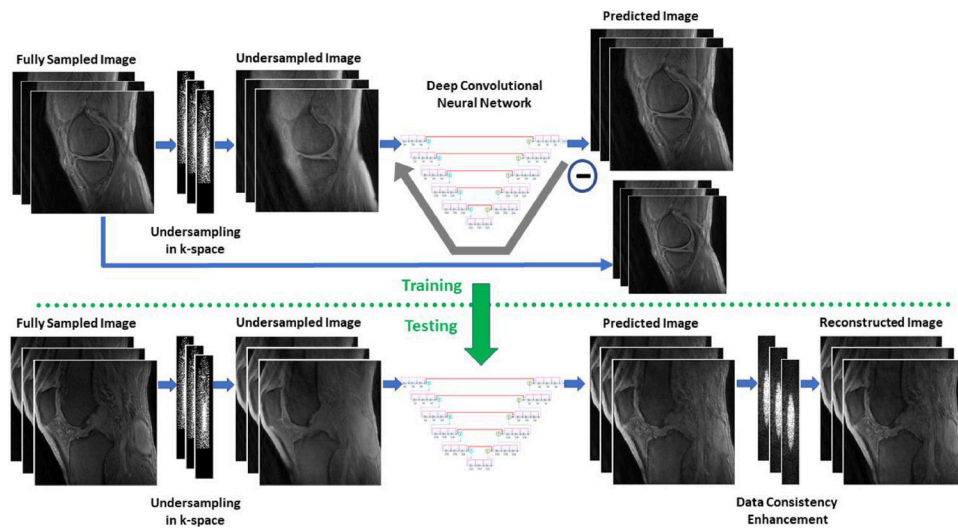 Predicted Image
Fully Sampled Image
Undersampled Image
Deep Convolutional
Neural Network
Undersampling
in k-space
Training
Testing
Fully Sampled Image
Undersampled Image
Predicted Image
Reconstructed Image
Undersampling
in k-space
Data Consistency
Enhancement